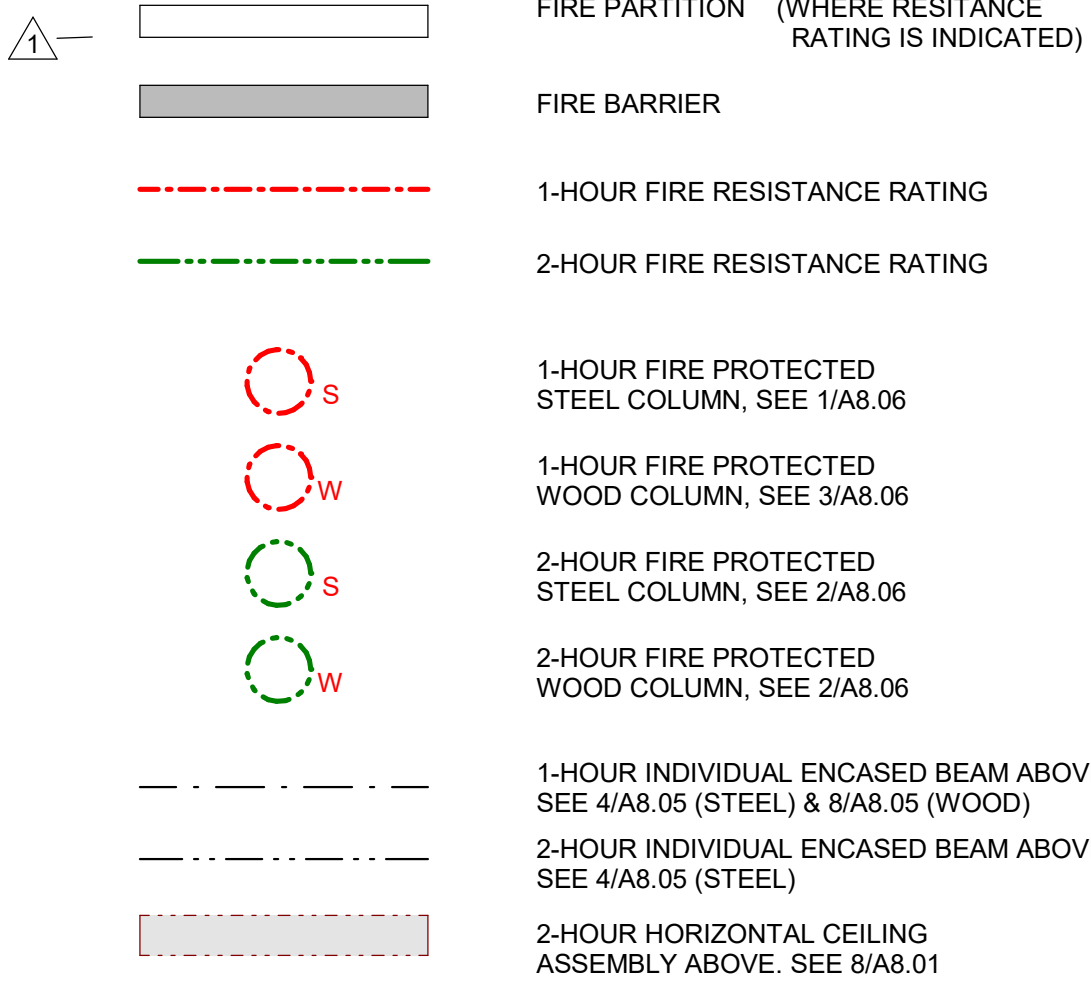 FIRE PARTITION (WHERE RESITANCE
RATING IS INDICATED)
1
FIRE BARRIER
1-HOUR FIRE RESISTANCE RATING
2-HOUR FIRE RESISTANCE RATING
1-HOUR FIRE PROTECTED
STEEL COLUMN, SEE 1/A8.06
S
1-HOUR FIRE PROTECTED
WOOD COLUMN, SEE 3/A8.06
W
2-HOUR FIRE PROTECTED
STEEL COLUMN, SEE 2/A8.06
S
2-HOUR FIRE PROTECTED
WOOD COLUMN, SEE 2/A8.06
W
1-HOUR INDIVIDUAL ENCASED BEAM ABOV
SEE 4/A8.05 (STEEL) & 8/A8.05 (WOOD)
2-HOUR INDIVIDUAL ENCASED BEAM ABOV
SEE 4/A8.05 (STEEL)
2-HOUR HORIZONTAL CEILING
ASSEMBLY ABOVE. SEE 8/A8.01